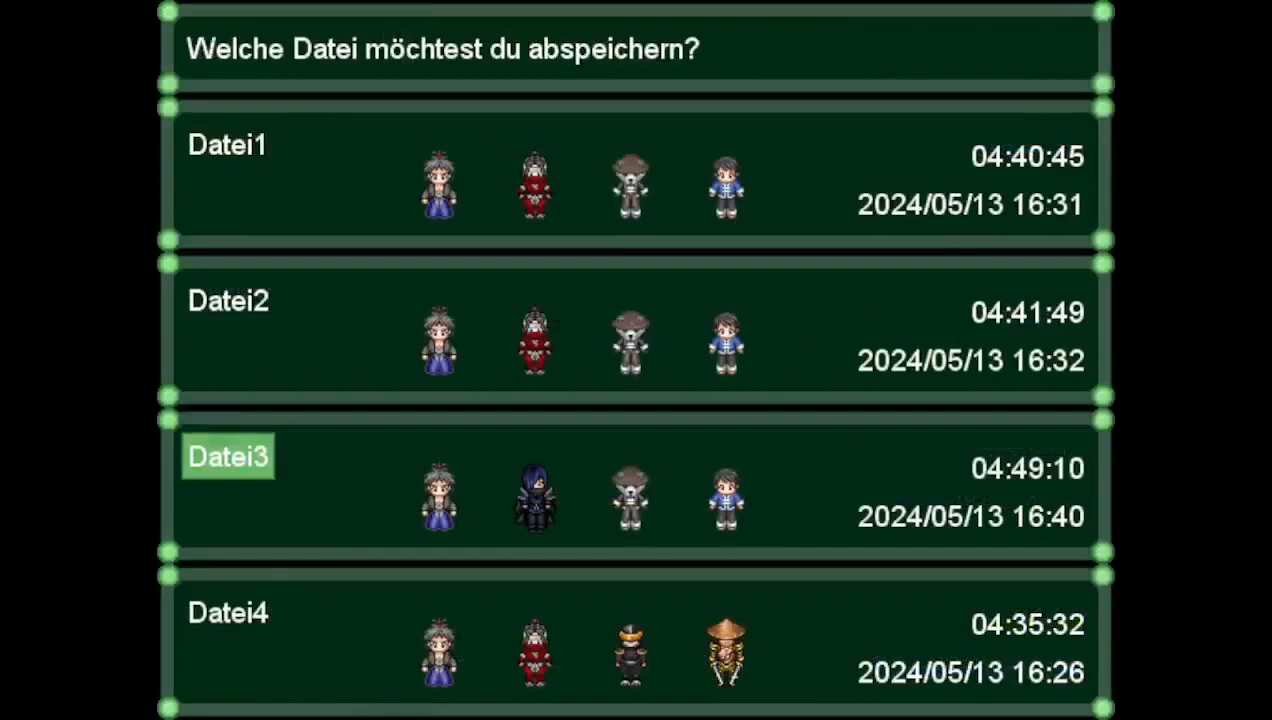 Welche Datei möchtest du abspeichern?
Datei1
04:40:45
2024/05/13 16:31
Datei2
04:41:49
2024/05/13 16:32
Datei3
04:49:10
2024/05/13 16:40
Datei4
04:35:32
2024/05/13 16:26